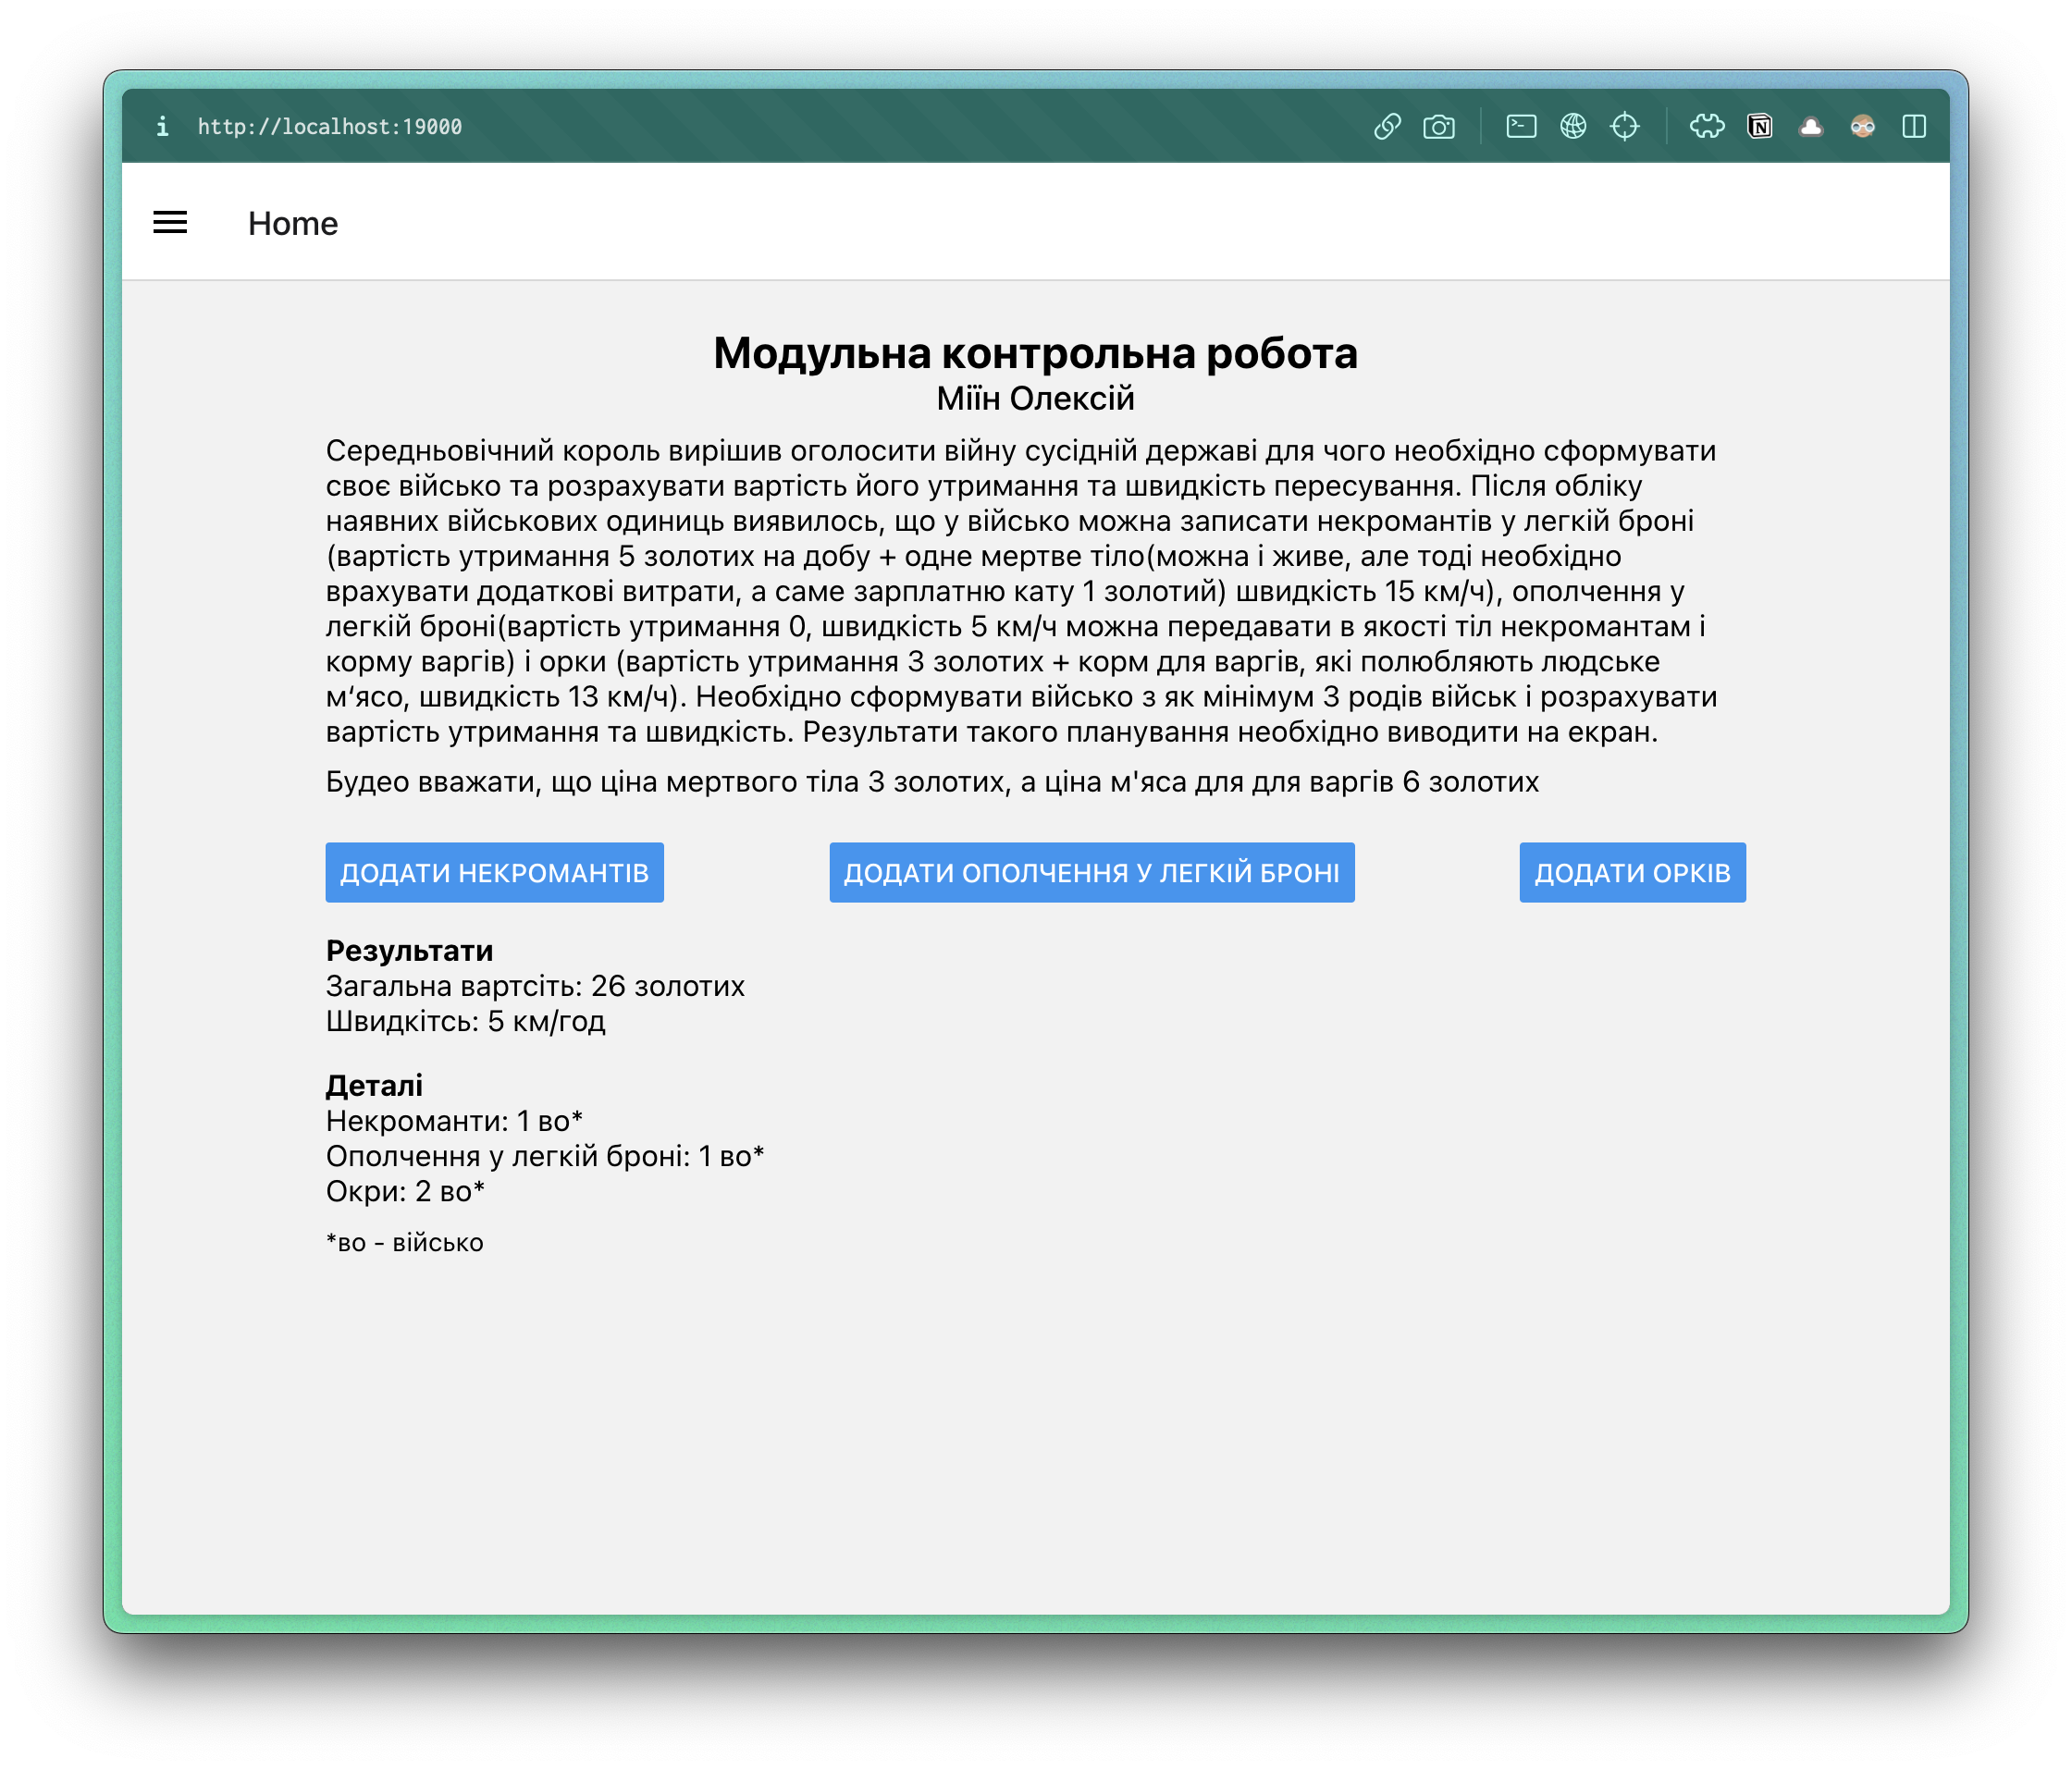 http://localhost:19000
Home
Модульна контрольна робота
Міїн Олексій
Середньовічний король вирішив оголосити війну сусідній державі для чого необхідно сформувати
своє військо та розрахувати вартість його утримання та швидкість пересування. Після обліку
наявних військових одиниць виявилось, що у військо можна записати некромантів у легкій броні
(вартість утримання 5 золотих на добу + одне мертве тіло(можна і живе, але тоді необхідно
врахувати додаткові витрати, а саме зарплатню кату 1 золотий) швидкість 15 км/ч), ополчення у
легкій броні(вартість утримання 0, швидкість 5 км/ч можна передавати в якості тіл некромантам і
корму варгів) і орки (вартість утримання 3 золотих + корм для варгів, які полюбляють людське
м‘ясо, швидкість 13 км/ч). Необхідно сформувати військо з як мінімум 3 родів військ і розрахувати
вартість утримання та швидкість. Результати такого планування необхідно виводити на екран.
Будео вважати, що ціна мертвого тіла 3 золотих, а ціна м'яса для для варгів 6 золотих
ДОДАТИ НЕКРОМАНТІВ
ДОДАТИ ОПОЛЧЕННЯ У ЛЕГКІЙ БРОНІ
ДОДАТИ ОРКІВ
Результати
Загальна вартсіть: 26 золотих
Швидкітсь: 5 км/год
Деталі
Некроманти: 1 во*
Ополчення у легкій броні: 1 во*
Окри: 2 во*
*во - військо